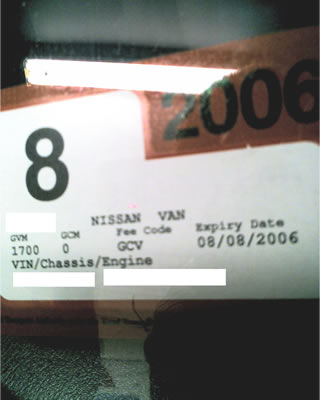 2006
8
NISSAN VAN
GVM GCM Fee Code Expiry Date
1700 0 GCV 08/08/2006
VIN/Chassis/Engine